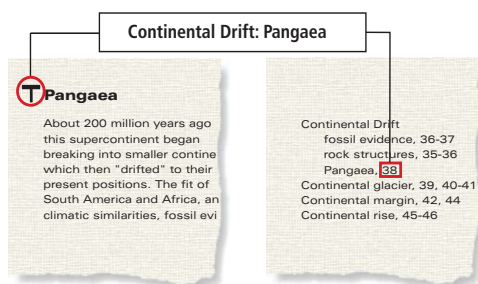 Continental Drift: Pangaea
T Pangaea
About 200 million years ago
this supercontinent began
breaking into smaller contine
which then "drifted" to their
present positions. The fit of
South America and Africa, an
climatic similarities, fossil evi
Continental Drift
fossil evidence, 36-37
rock structures, 35-36
Pangaea, 38
Continental glacier, 39, 40-41
Continental margin, 42, 44
Continental rise, 45-46